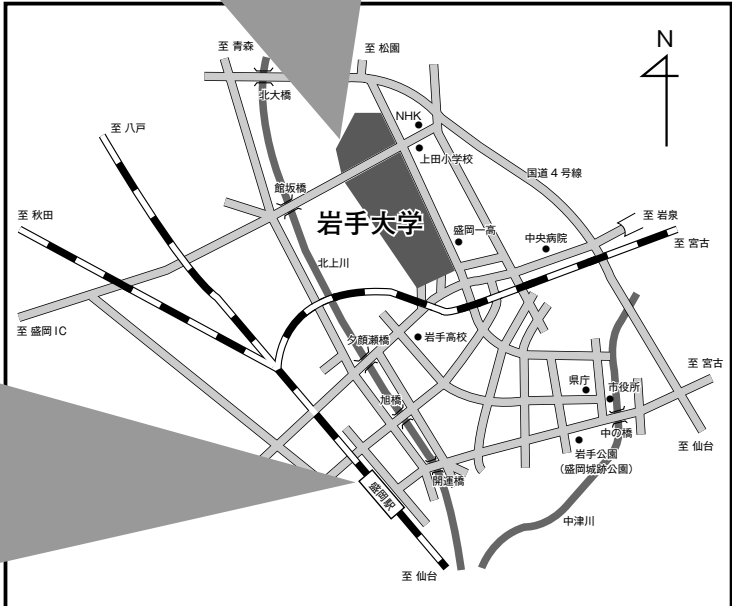 至 青森
至 松園
N
北大橋
NHK
至 八戸
上田小学校
国道４号線
館坂橋
至 秋田
岩手大学
至 岩泉
盛岡一高
中央病院
至 宮古
北上川
至 盛岡IC
夕顔瀬橋
岩手高校
至 宮古
県庁
市役所
旭橋
中の橋
至 仙台
岩手公園
（盛岡城跡公園）
開運橋
盛岡駅
中津川
至 仙台